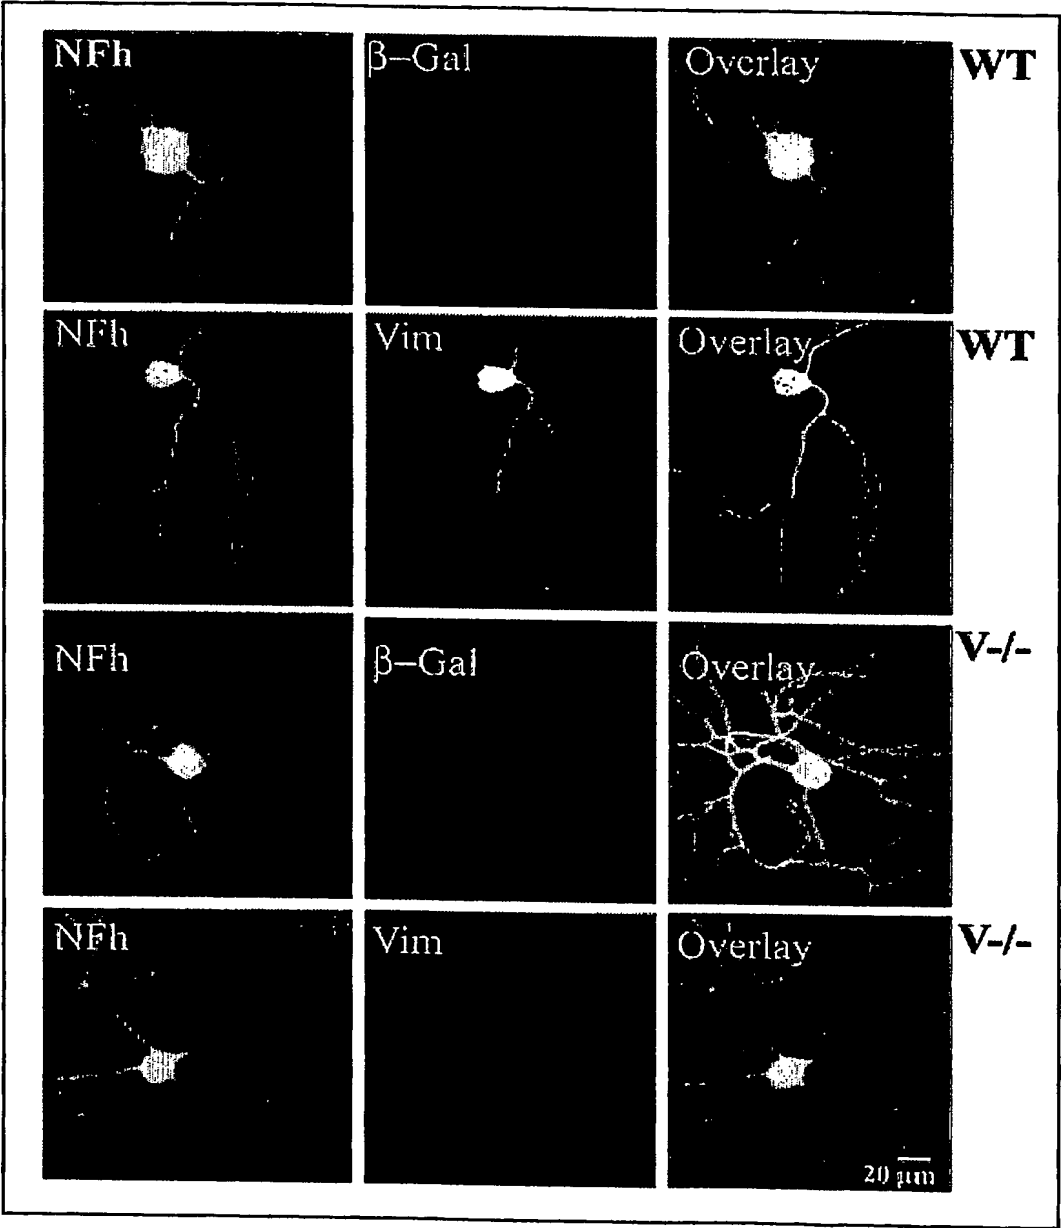 NFh β–Gal Overlay WT
NFh Vim Overlay WT
NFh β–Gal Overlay V-/-
NFh Vim Overlay V-/-
20 μm